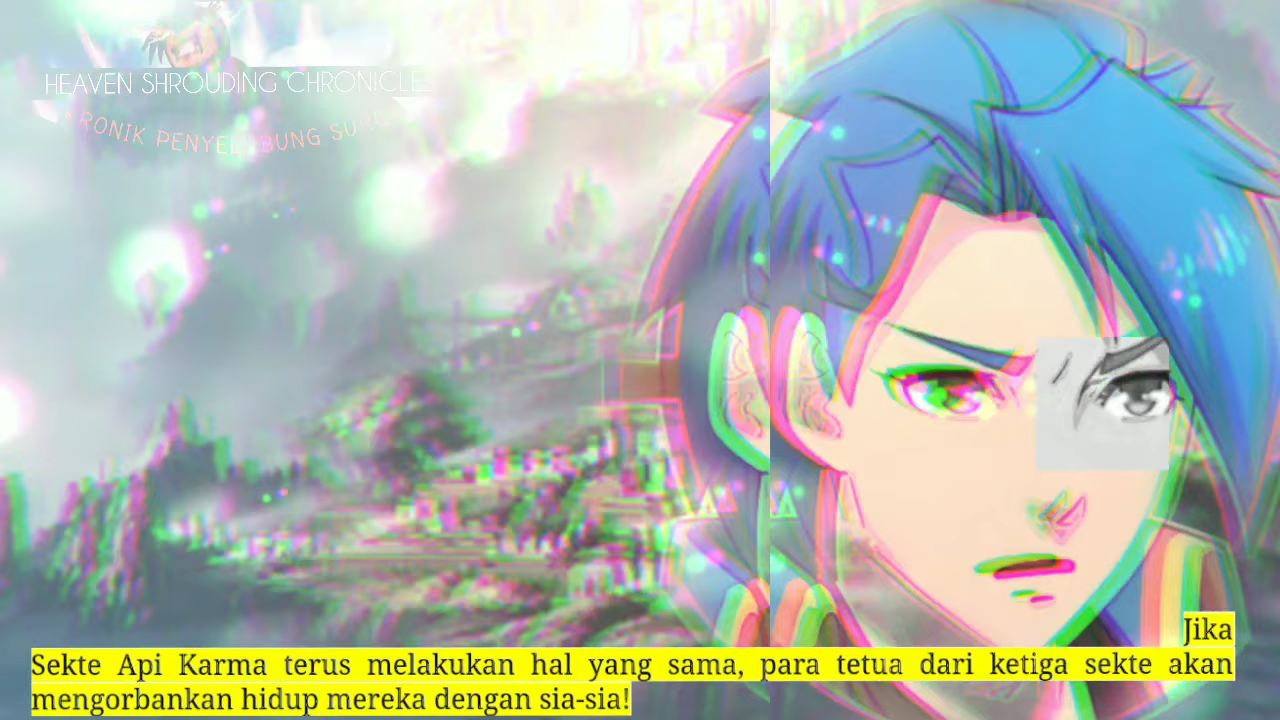 HEAVEN SHROUDING CHRONICLE
Jika
Sekte Api Karma terus melakukan hal yang sama, para tetua dari ketiga sekte akan
mengorbankan hidup mereka dengan sia-sia!